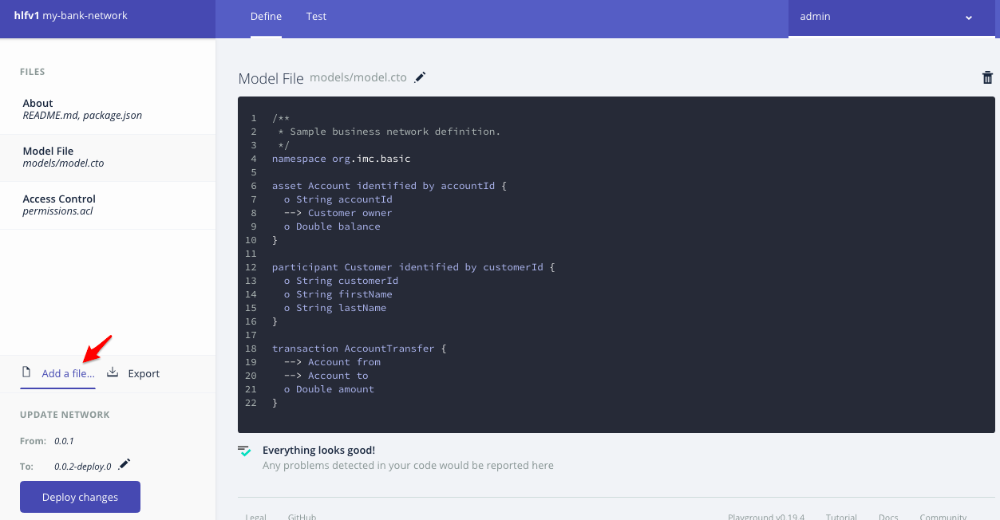 hlfv1 my-bank-network
Define
Test
admin
FILES
About
README.md, package.json
Model File
models/model.cto
Access Control
permissions.acl
Add a file...
Export
UPDATE NETWORK
From: 0.0.1
To: 0.0.2-deploy.0
Deploy changes
Model File models/model.cto
1 /**
2  * Sample business network definition.
3  */
4 namespace org.imc.basic
5
6 asset Account identified by accountId {
7   o String accountId
8   --> Customer owner
9   o Double balance
10 }
11
12 participant Customer identified by customerId {
13   o String customerId
14   o String firstName
15   o String lastName
16 }
17
18 transaction AccountTransfer {
19   --> Account from
20   --> Account to
21   o Double amount
22 }
Everything looks good!
Any problems detected in your code would be reported here
Legal GitHub Playground v0.19.4 Tutorial Docs Community